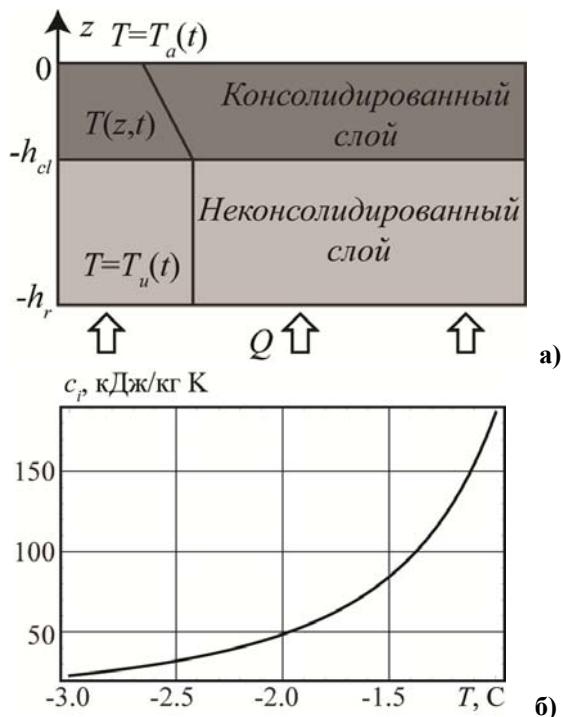 z T=Tₐ(t)
0
Консолидированный
слой
T(z,t)
-h_cl
Неконсолидированный
слой
T=T_u(t)
-h_r
Q
а)
c_i, кДж/кг К
150
100
50
-3.0 -2.5 -2.0 -1.5 T, С
б)